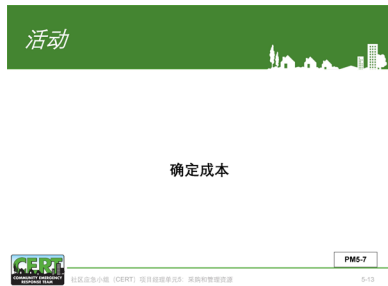 活动
确定成本
PM5-7
CERT
COMMUNITY EMERGENCY
RESPONSE TEAM
社区应急小组（CERT）项目经理单元5：采购和管理资源
5-13